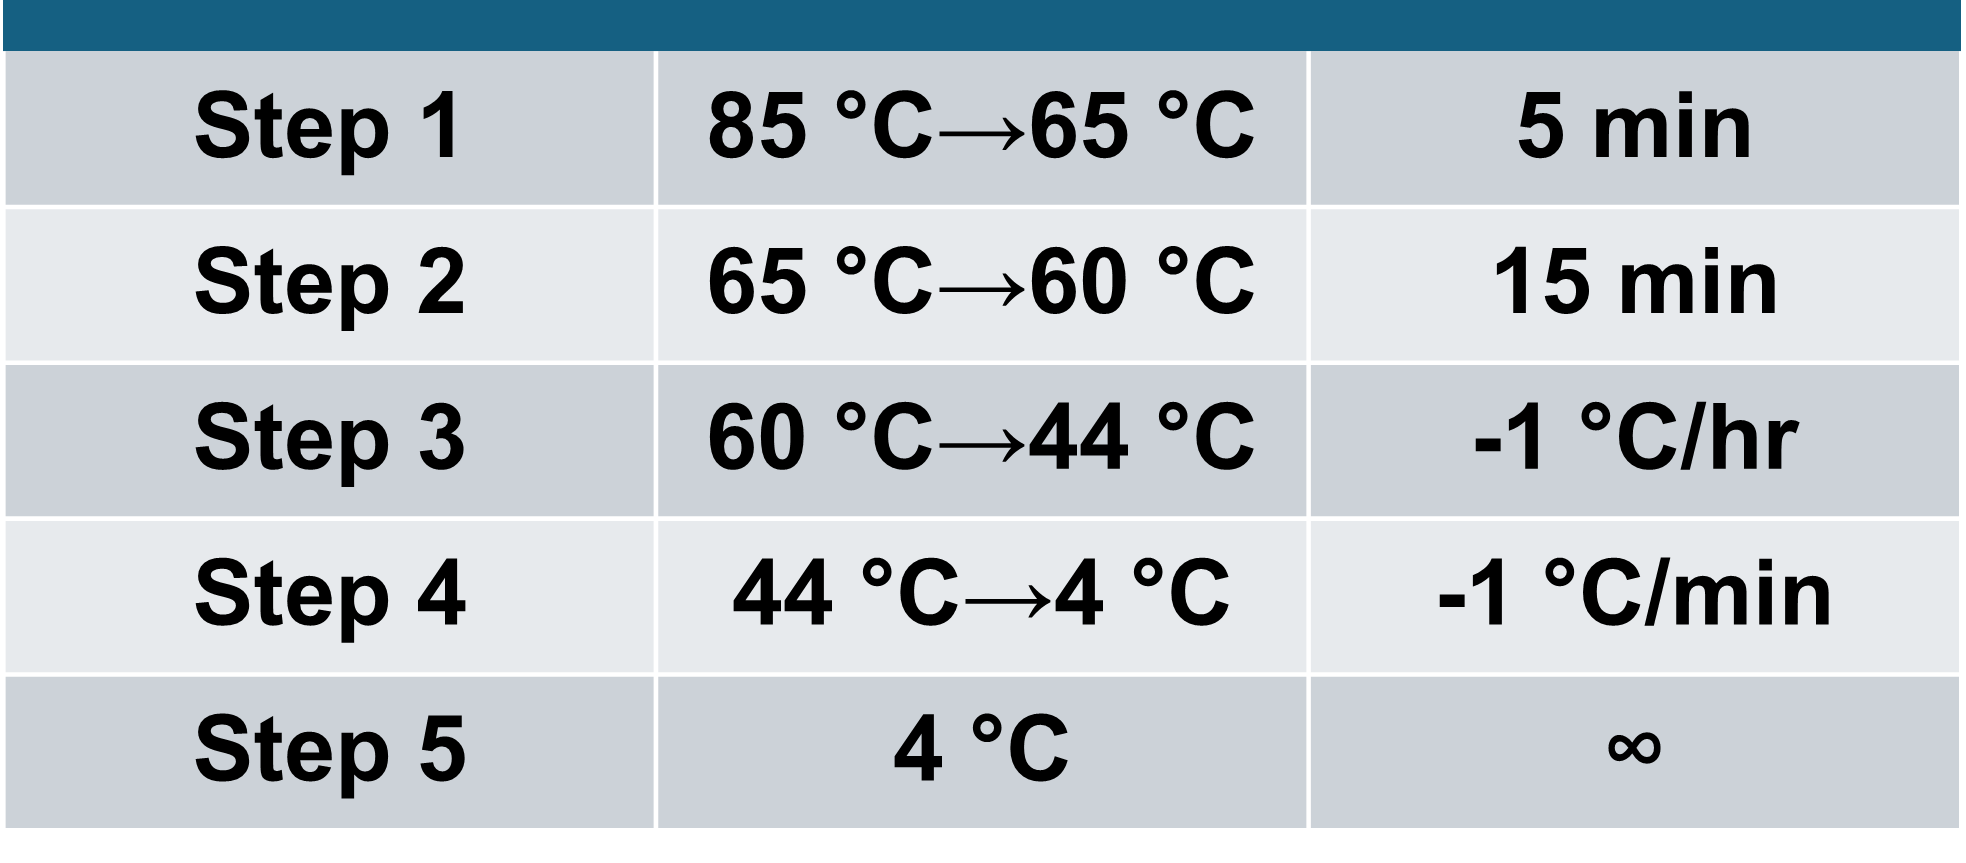 Step 1 85 °C→65 °C 5 min
Step 2 65 °C→60 °C 15 min
Step 3 60 °C→44 °C -1 °C/hr
Step 4 44 °C→4 °C -1 °C/min
Step 5 4 °C ∞